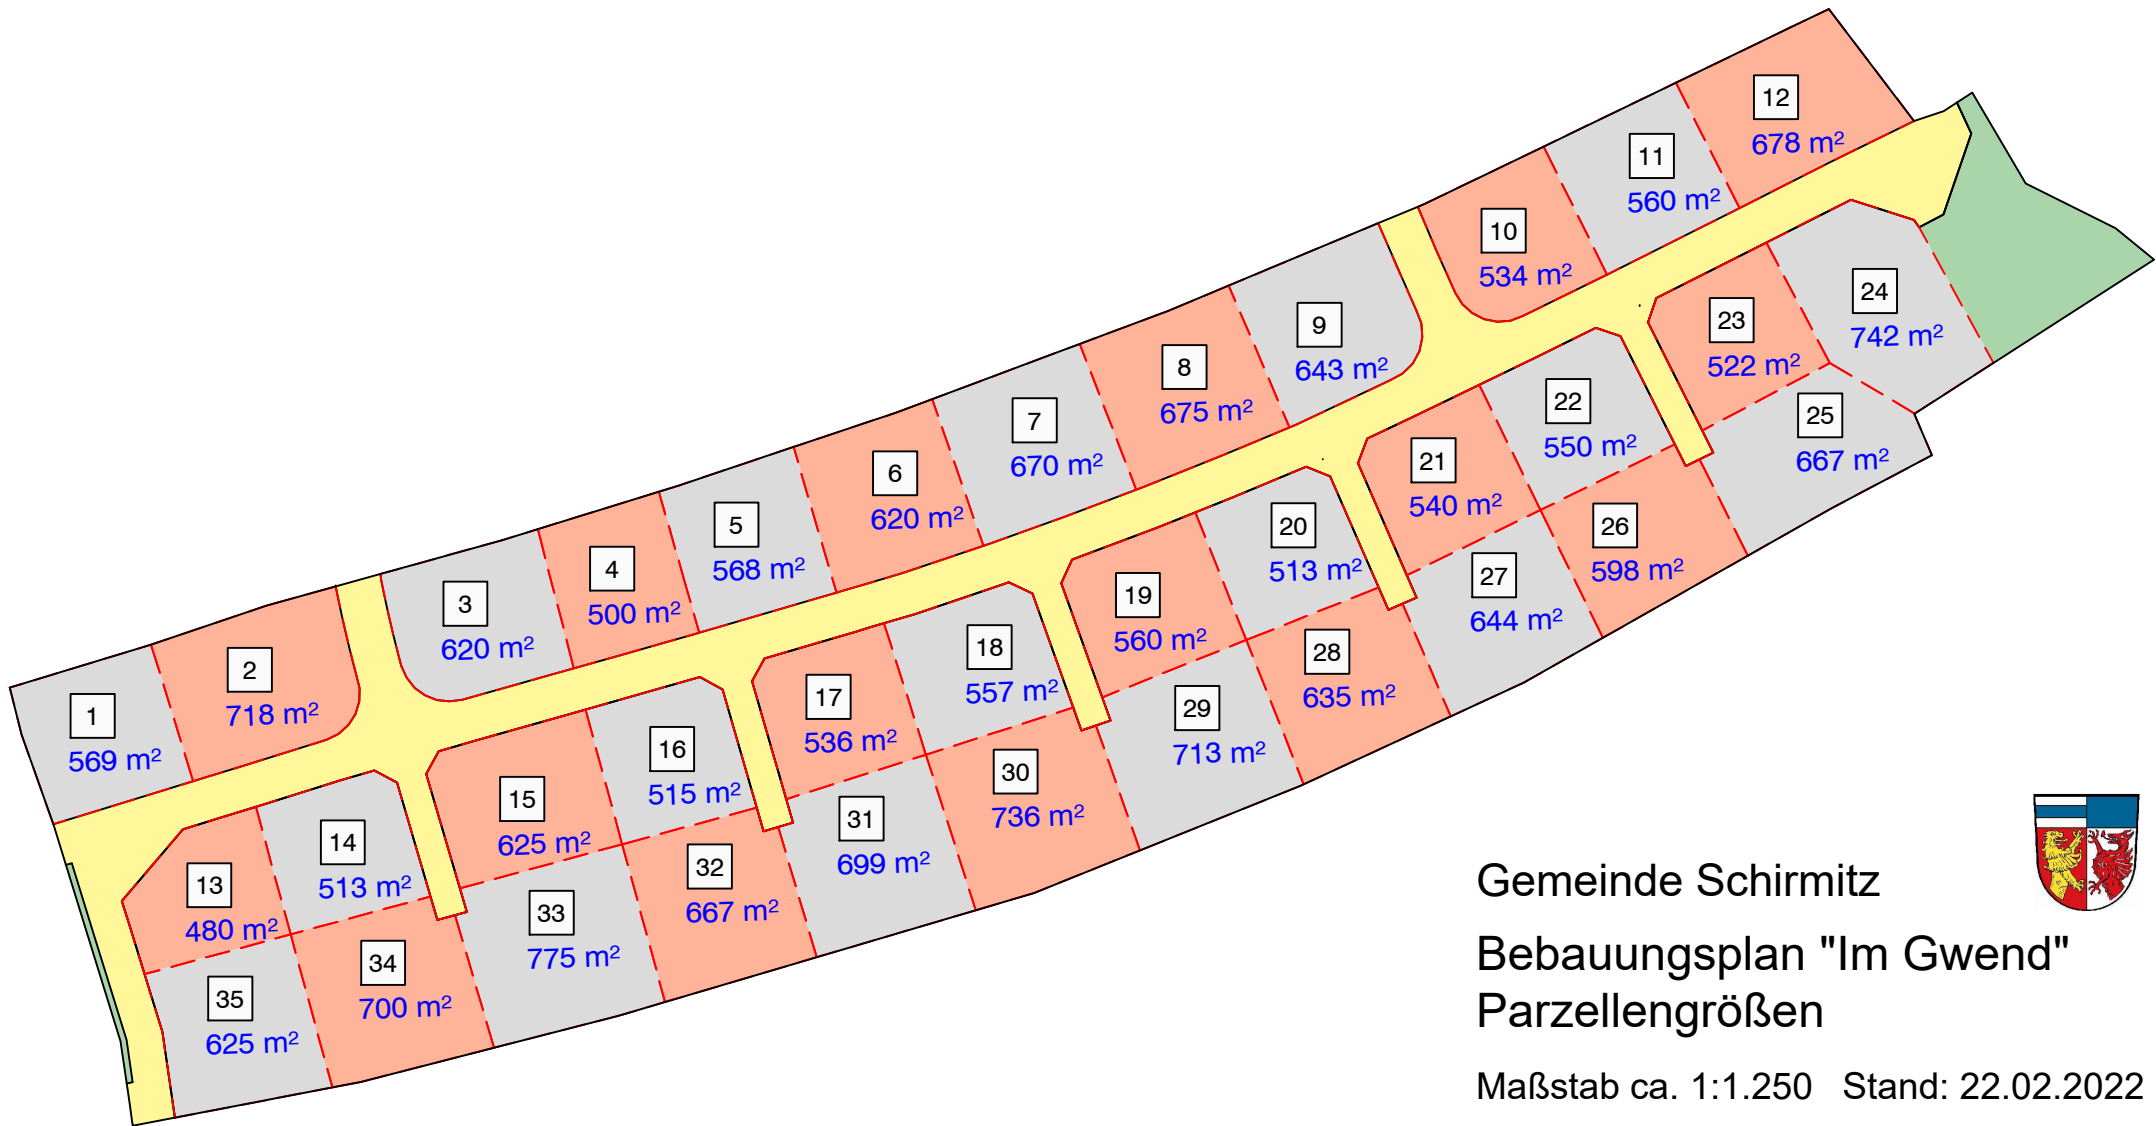 1
569 m²
2
718 m²
3
620 m²
4
500 m²
5
568 m²
6
620 m²
7
670 m²
8
675 m²
9
643 m²
10
534 m²
11
560 m²
12
678 m²
13
480 m²
14
513 m²
15
625 m²
16
515 m²
17
536 m²
18
557 m²
19
560 m²
20
513 m²
21
540 m²
22
550 m²
23
522 m²
24
742 m²
25
667 m²
26
598 m²
27
644 m²
28
635 m²
29
713 m²
30
736 m²
31
699 m²
32
667 m²
33
775 m²
34
700 m²
35
625 m²
Gemeinde Schirmitz
Bebauungsplan "Im Gwend"
Parzellengrößen
Maßstab ca. 1:1.250 Stand: 22.02.2022